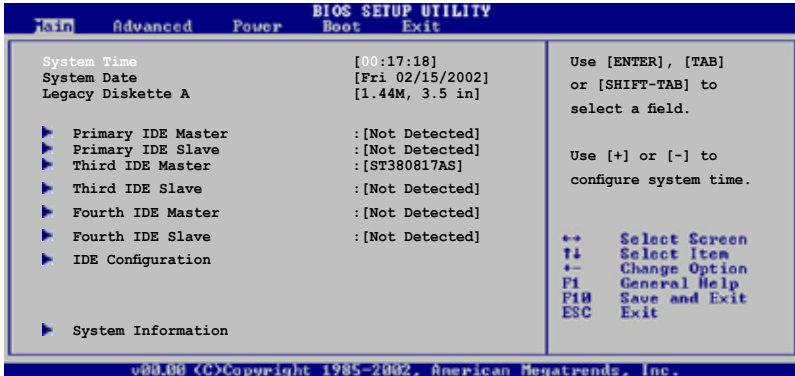 BIOS SETUP UTILITY
Main Advanced Power Boot Exit
System Time [00:17:18]
System Date [Fri 02/15/2002]
Legacy Diskette A [1.44M, 3.5 in]
Primary IDE Master :[Not Detected]
Primary IDE Slave :[Not Detected]
Third IDE Master :[ST380817AS]
Third IDE Slave :[Not Detected]
Fourth IDE Master :[Not Detected]
Fourth IDE Slave :[Not Detected]
IDE Configuration
System Information
Use [ENTER], [TAB]
or [SHIFT-TAB] to
select a field.
Use [+] or [-] to
configure system time.
↔ Select Screen
↑↓ Select Item
+- Change Option
F1 General Help
F10 Save and Exit
ESC Exit
v00.00 (C)Copyright 1985-2002, American Megatrends, Inc.